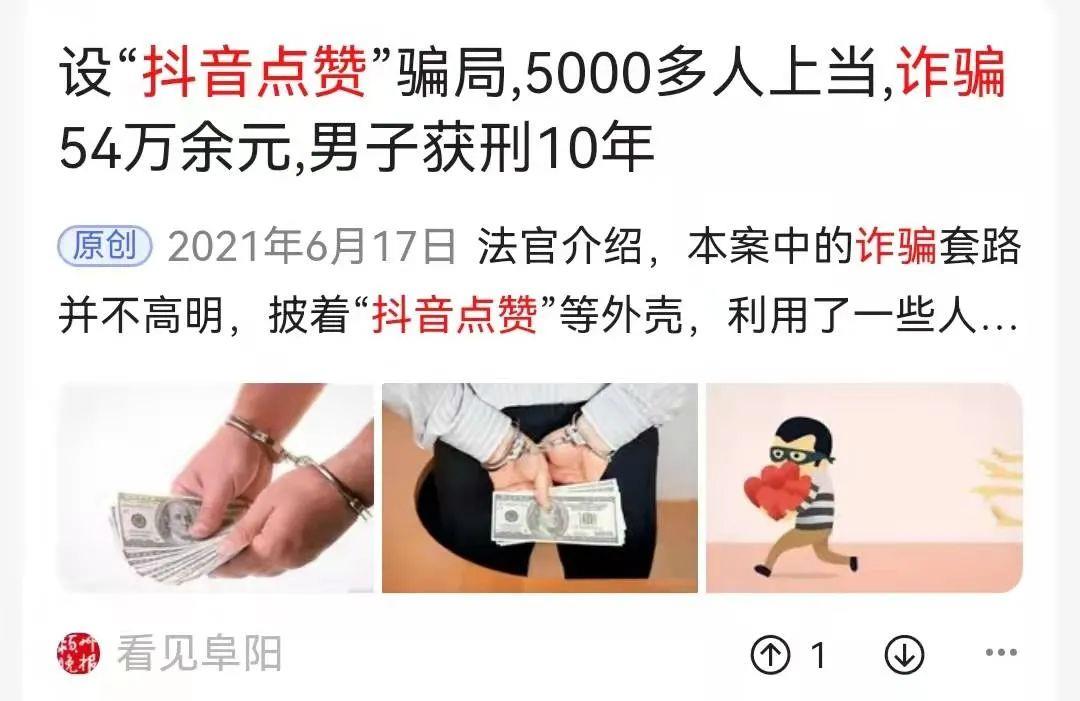 设“抖音点赞”骗局,5000多人上当,诈骗
54万余元,男子获刑10年
原创 2021年6月17日 法官介绍，本案中的诈骗套路
并不高明，披着“抖音点赞”等外壳，利用了一些人...
颍州晚报
看见阜阳
1